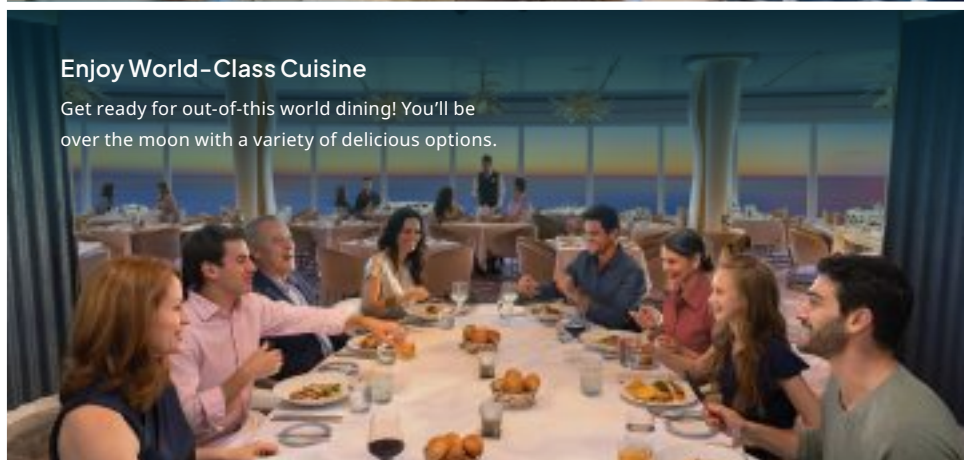 Enjoy World-Class Cuisine
Get ready for out-of-this world dining! You’ll be
over the moon with a variety of delicious options.